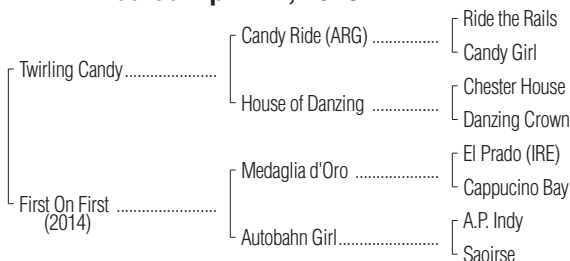 Ride the Rails
Candy Ride (ARG) ................
Candy Girl
Twirling Candy......................
Chester House
House of Danzing ................
Danzing Crown
El Prado (IRE)
Medaglia d'Oro ....................
Cappucino Bay
First On First ........................
(2014)
A.P. Indy
Autobahn Girl........................
Saoirse